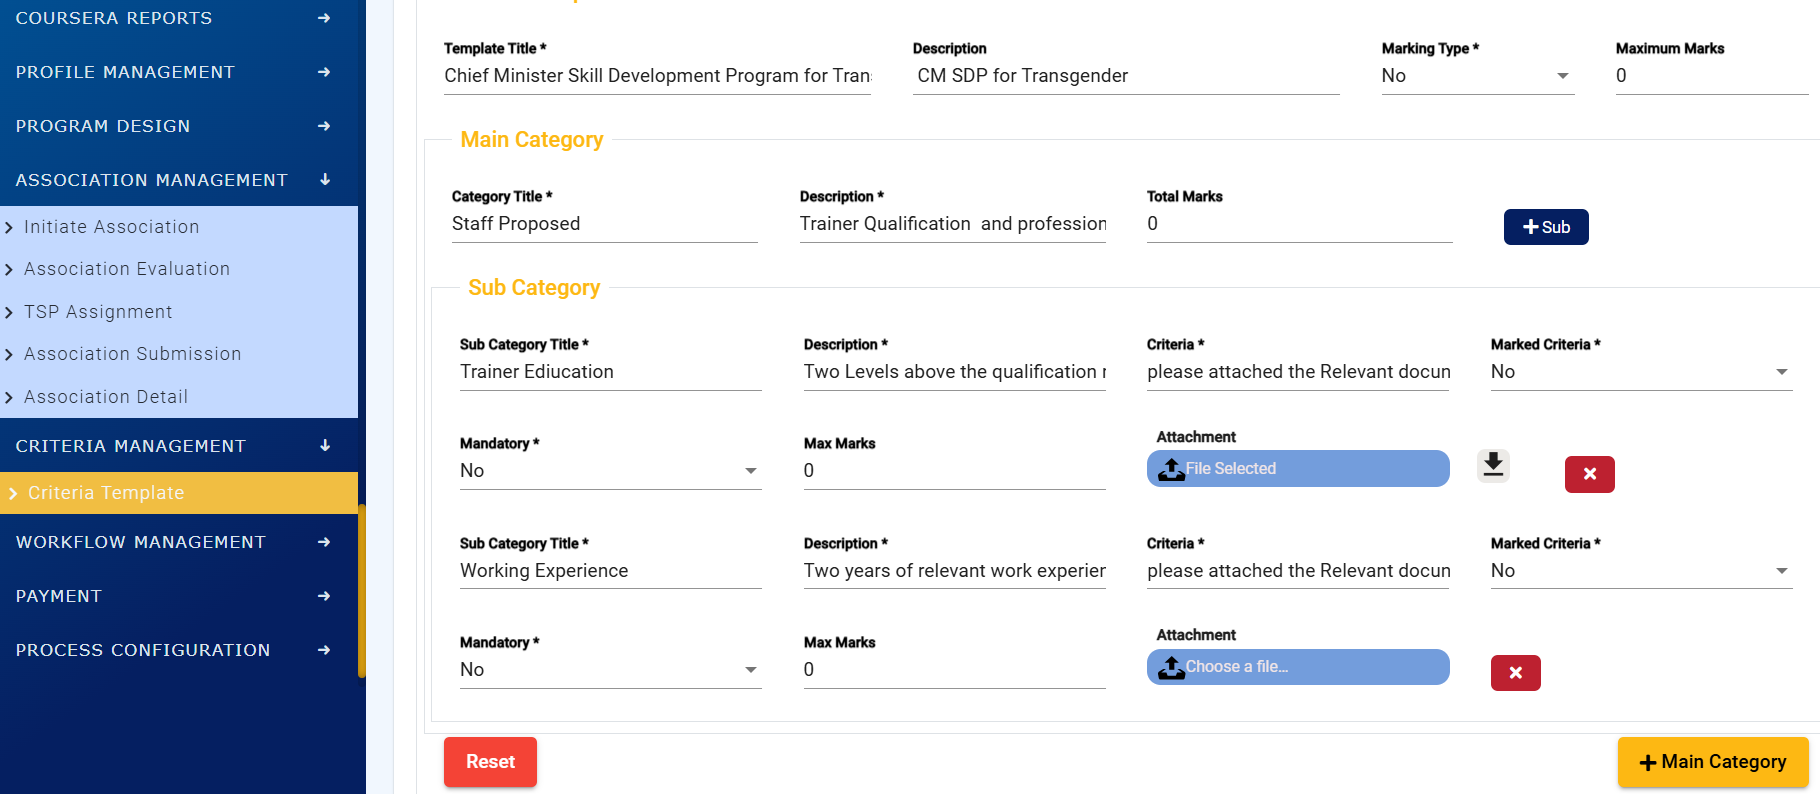 COURSERA REPORTS
PROFILE MANAGEMENT
PROGRAM DESIGN
ASSOCIATION MANAGEMENT
Initiate Association
Association Evaluation
TSP Assignment
Association Submission
Association Detail
CRITERIA MANAGEMENT
Criteria Template
WORKFLOW MANAGEMENT
PAYMENT
PROCESS CONFIGURATION
Template Title * Description Marking Type * Maximum Marks
Chief Minister Skill Development Program for Tran CM SDP for Transgender No 0
Main Category
Category Title * Description * Total Marks
Staff Proposed Trainer Qualification and profession 0
+ Sub
Sub Category
Sub Category Title * Description * Criteria * Marked Criteria *
Trainer Ediucation Two Levels above the qualification r please attached the Relevant docun No
Mandatory * Max Marks Attachment
No 0 File Selected
Sub Category Title * Description * Criteria * Marked Criteria *
Working Experience Two years of relevant work experier please attached the Relevant docun No
Mandatory * Max Marks Attachment
No 0 Choose a file...
Reset + Main Category